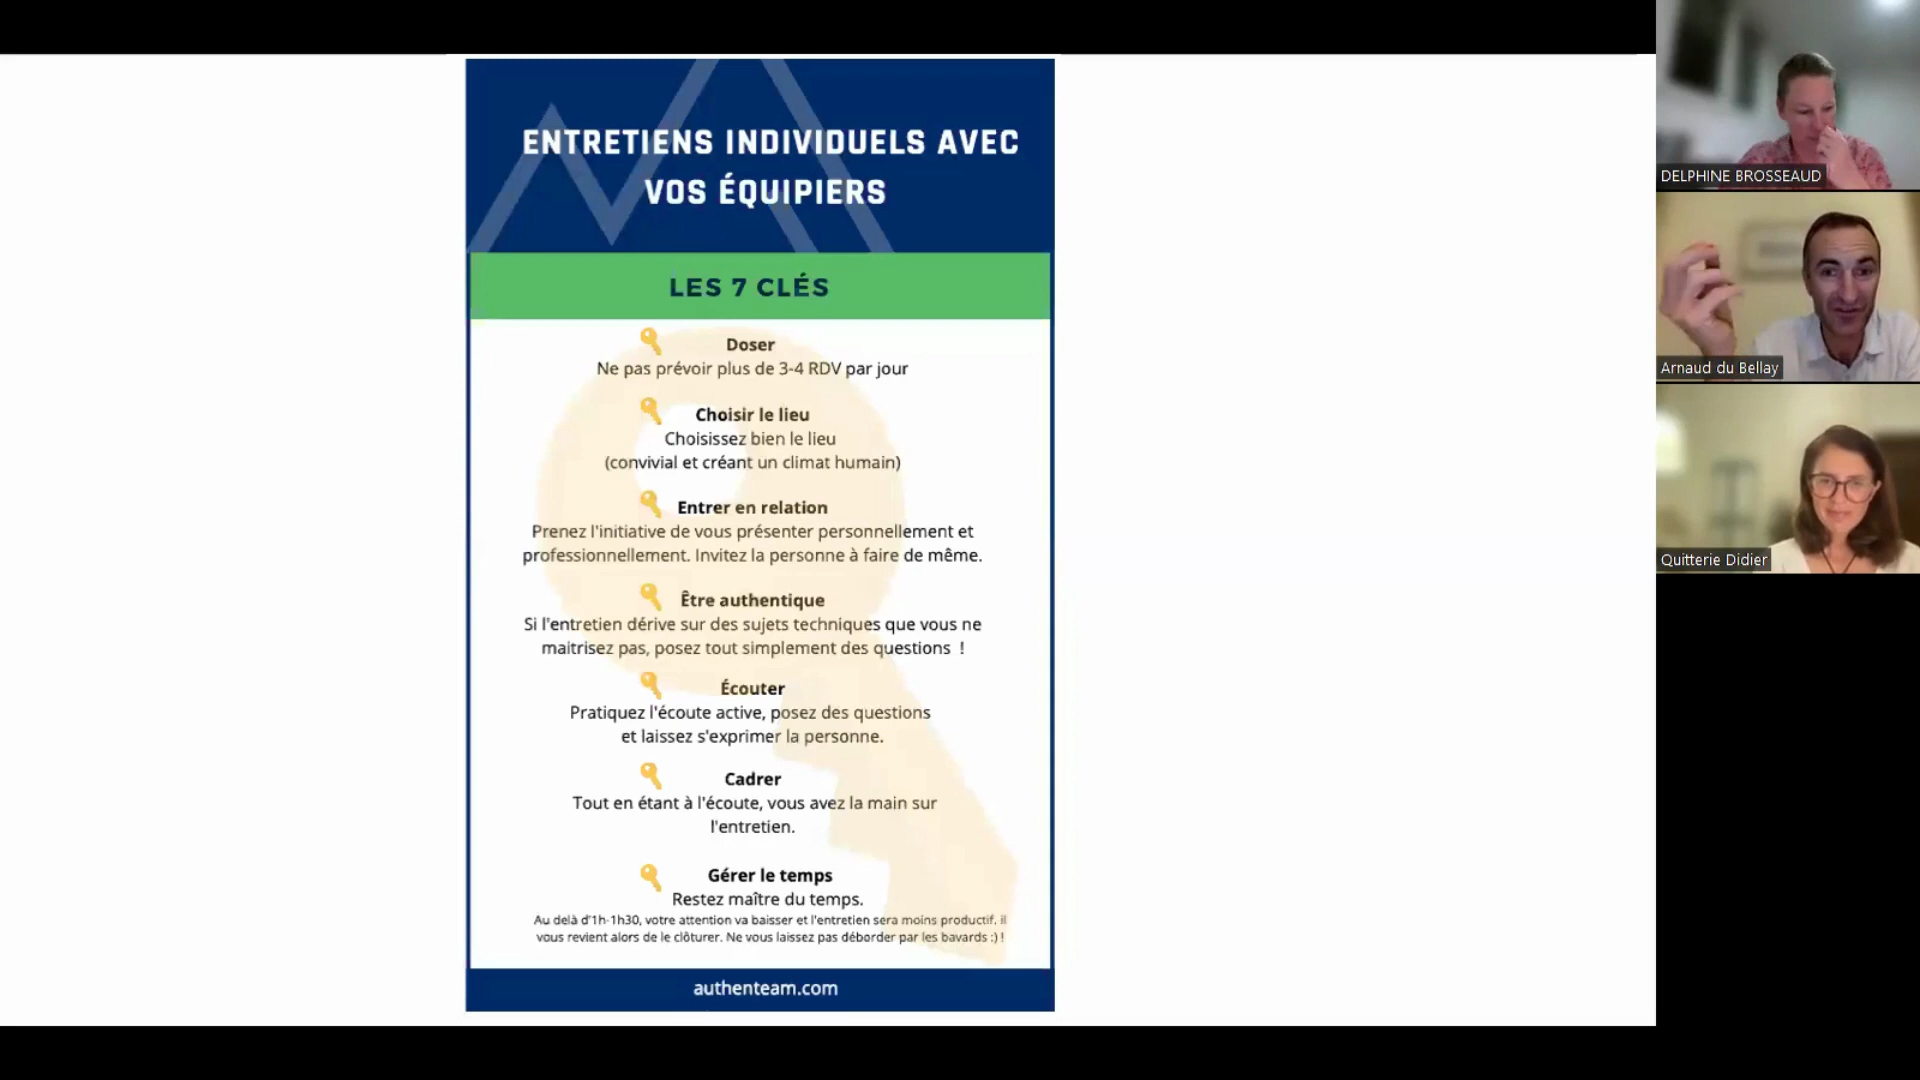 ENTRETIENS INDIVIDUELS AVEC
VOS ÉQUIPIERS
LES 7 CLÉS
Doser
Ne pas prévoir plus de 3-4 RDV par jour
Choisir le lieu
Choisissez bien le lieu
(convivial et créant un climat humain)
Entrer en relation
Prenez l'initiative de vous présenter personnellement et
professionnellement. Invitez la personne à faire de même.
Être authentique
Si l'entretien dérive sur des sujets techniques que vous ne
maitrisez pas, posez tout simplement des questions !
Écouter
Pratiquez l'écoute active, posez des questions
et laissez s'exprimer la personne.
Cadrer
Tout en étant à l'écoute, vous avez la main sur
l'entretien.
Gérer le temps
Restez maître du temps.
Au delà d'1h-1h30, votre attention va baisser et l'entretien sera moins productif. il
vous revient alors de le clôturer. Ne vous laissez pas déborder par les bavards :) !
authenteam.com
DELPHINE BROSSEAUD
Arnaud du Bellay
Quitterie Didier